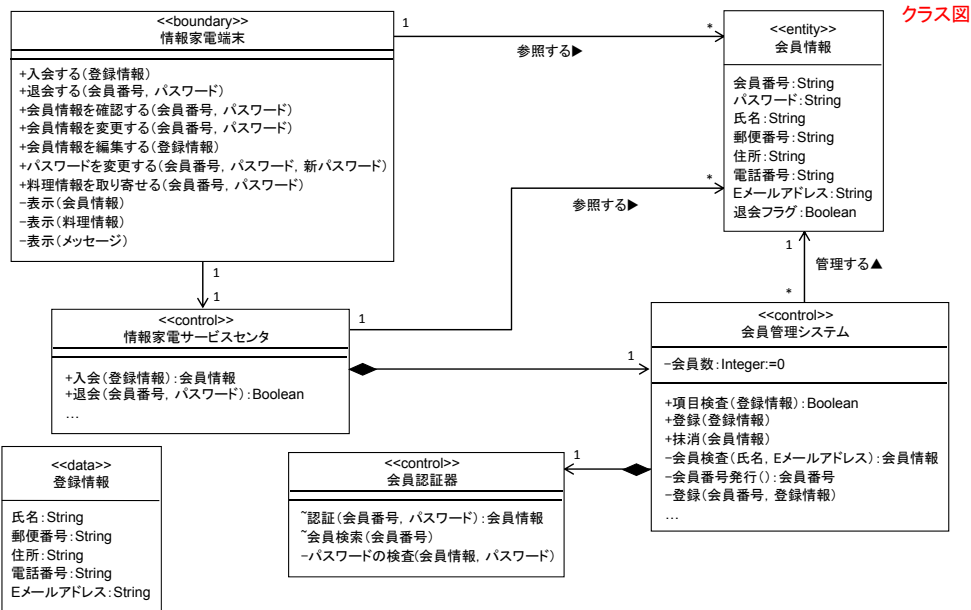 クラス図
<<boundary>>
情報家電端末
+入会する(登録情報)
+退会する(会員番号, パスワード)
+会員情報を確認する(会員番号, パスワード)
+会員情報を変更する(会員番号, パスワード)
+会員情報を編集する(登録情報)
+パスワードを変更する(会員番号, パスワード, 新パスワード)
+料理情報を取り寄せる(会員番号, パスワード)
-表示(会員情報)
-表示(料理情報)
-表示(メッセージ)
1
*
参照する▶
<<entity>>
会員情報
会員番号:String
パスワード:String
氏名:String
郵便番号:String
住所:String
電話番号:String
Eメールアドレス:String
退会フラグ:Boolean
*
参照する▶
1
1
1
1
管理する▲
*
<<control>>
情報家電サービスセンタ
+入会(登録情報):会員情報
+退会(会員番号, パスワード):Boolean
…
1
<<control>>
会員管理システム
-会員数:Integer:=0
+項目検査(登録情報):Boolean
+登録(登録情報)
+抹消(会員情報)
-会員検査(氏名, Eメールアドレス):会員情報
-会員番号発行():会員番号
-登録(会員番号, 登録情報)
…
<<data>>
登録情報
氏名:String
郵便番号:String
住所:String
電話番号:String
Eメールアドレス:String
<<control>>
会員認証器
~認証(会員番号, パスワード):会員情報
~会員検索(会員番号)
-パスワードの検査(会員情報, パスワード)
1